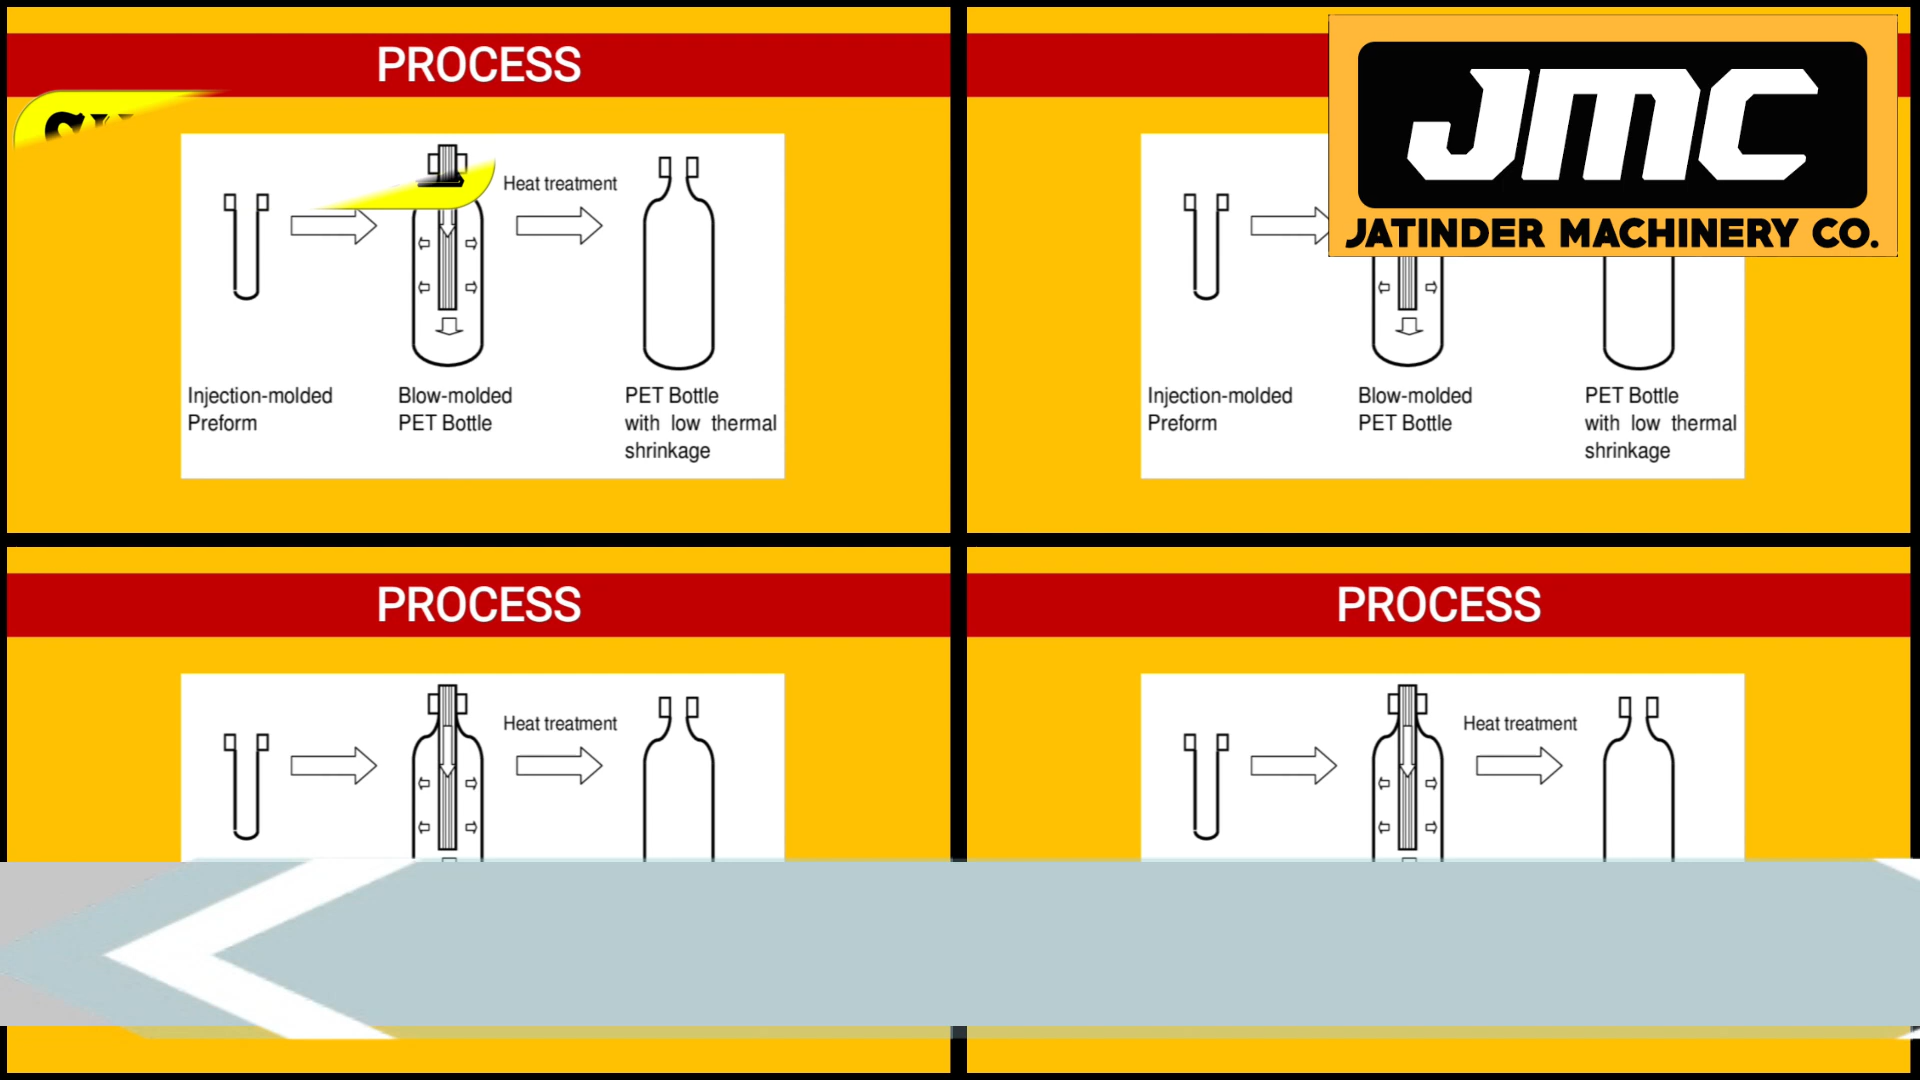 PROCESS
Heat treatment
Injection-molded
Preform
Blow-molded
PET Bottle
PET Bottle
with low thermal
shrinkage
JMC
JATINDER MACHINERY CO.
Injection-molded
Preform
Blow-molded
PET Bottle
PET Bottle
with low thermal
shrinkage
PROCESS
Heat treatment
PROCESS
Heat treatment